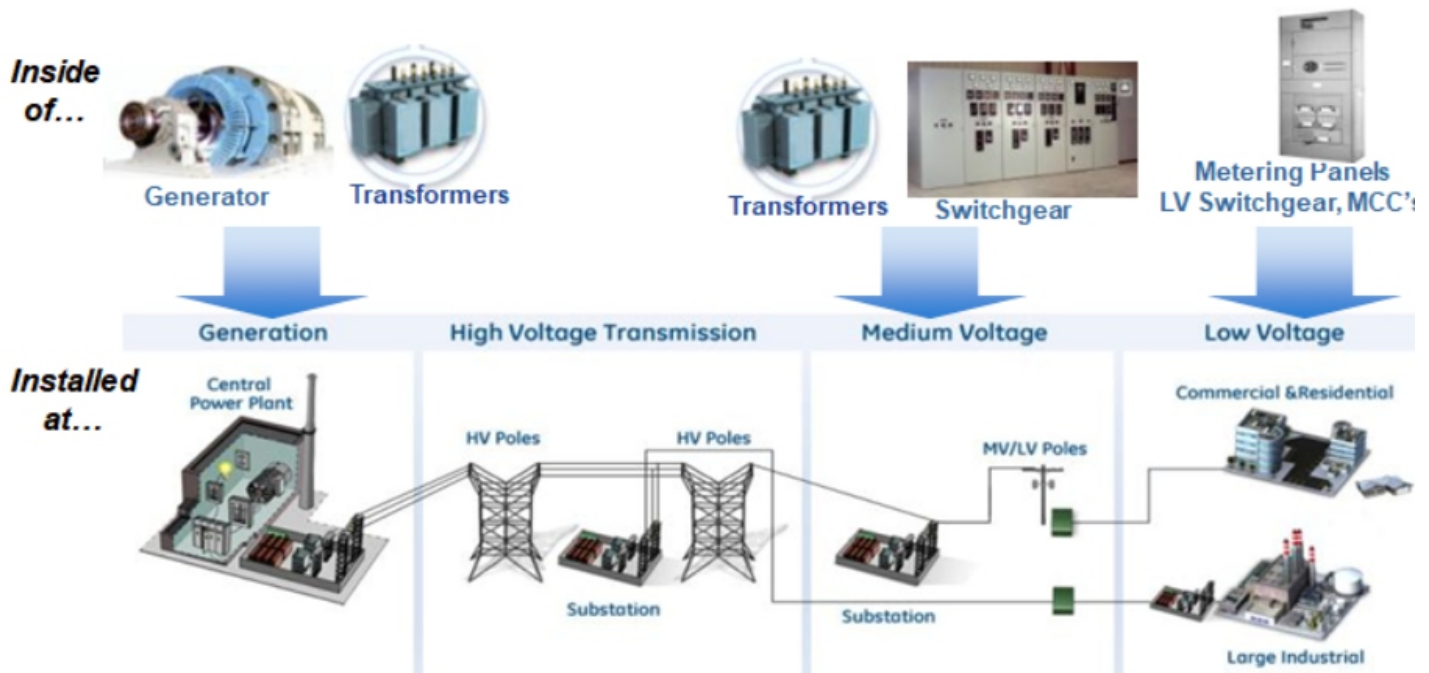 Inside
of...
Generator
Transformers
Transformers
Switchgear
Metering Panels
LV Switchgear, MCC's
Generation
High Voltage Transmission
Medium Voltage
Low Voltage
Installed
at...
Central
Power Plant
HV Poles
HV Poles
MV/LV Poles
Commercial &Residential
Substation
Substation
Large Industrial